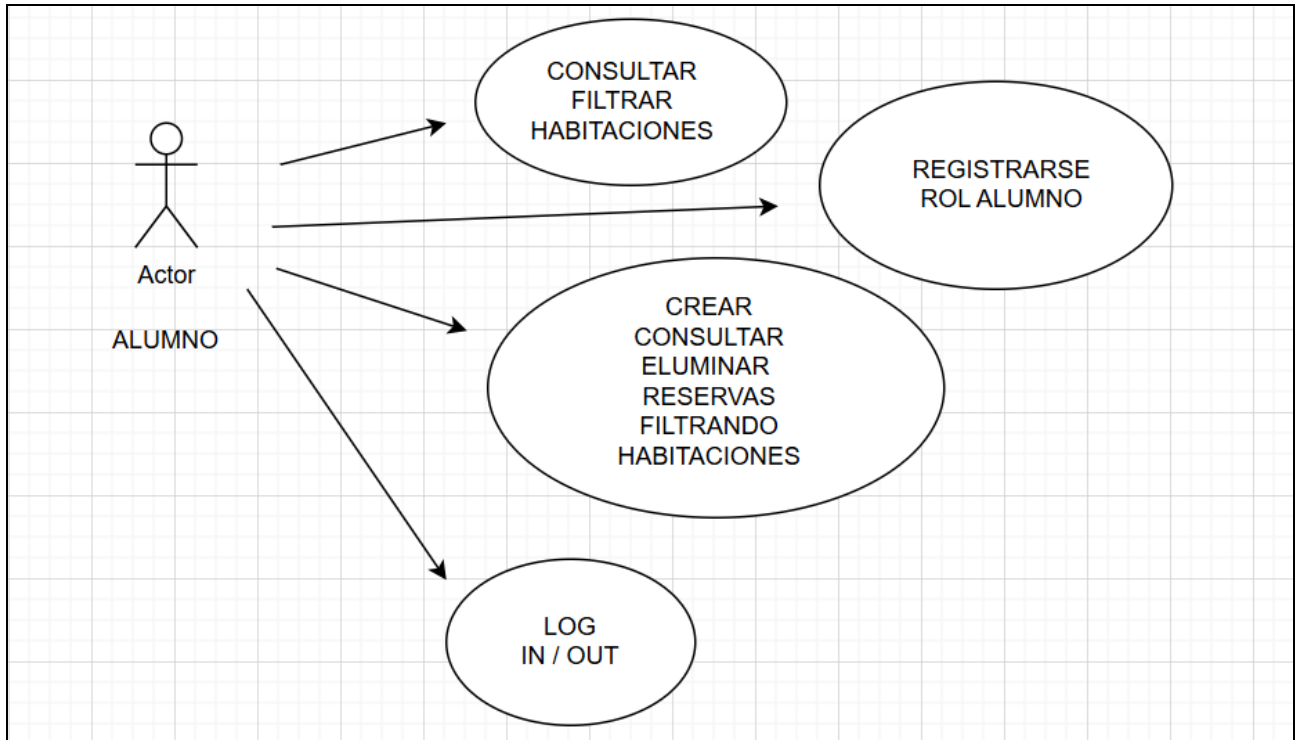 CONSULTAR
FILTRAR
HABITACIONES
REGISTRARSE
ROL ALUMNO
Actor
ALUMNO
CREAR
CONSULTAR
ELUMINAR
RESERVAS
FILTRANDO
HABITACIONES
LOG
IN / OUT